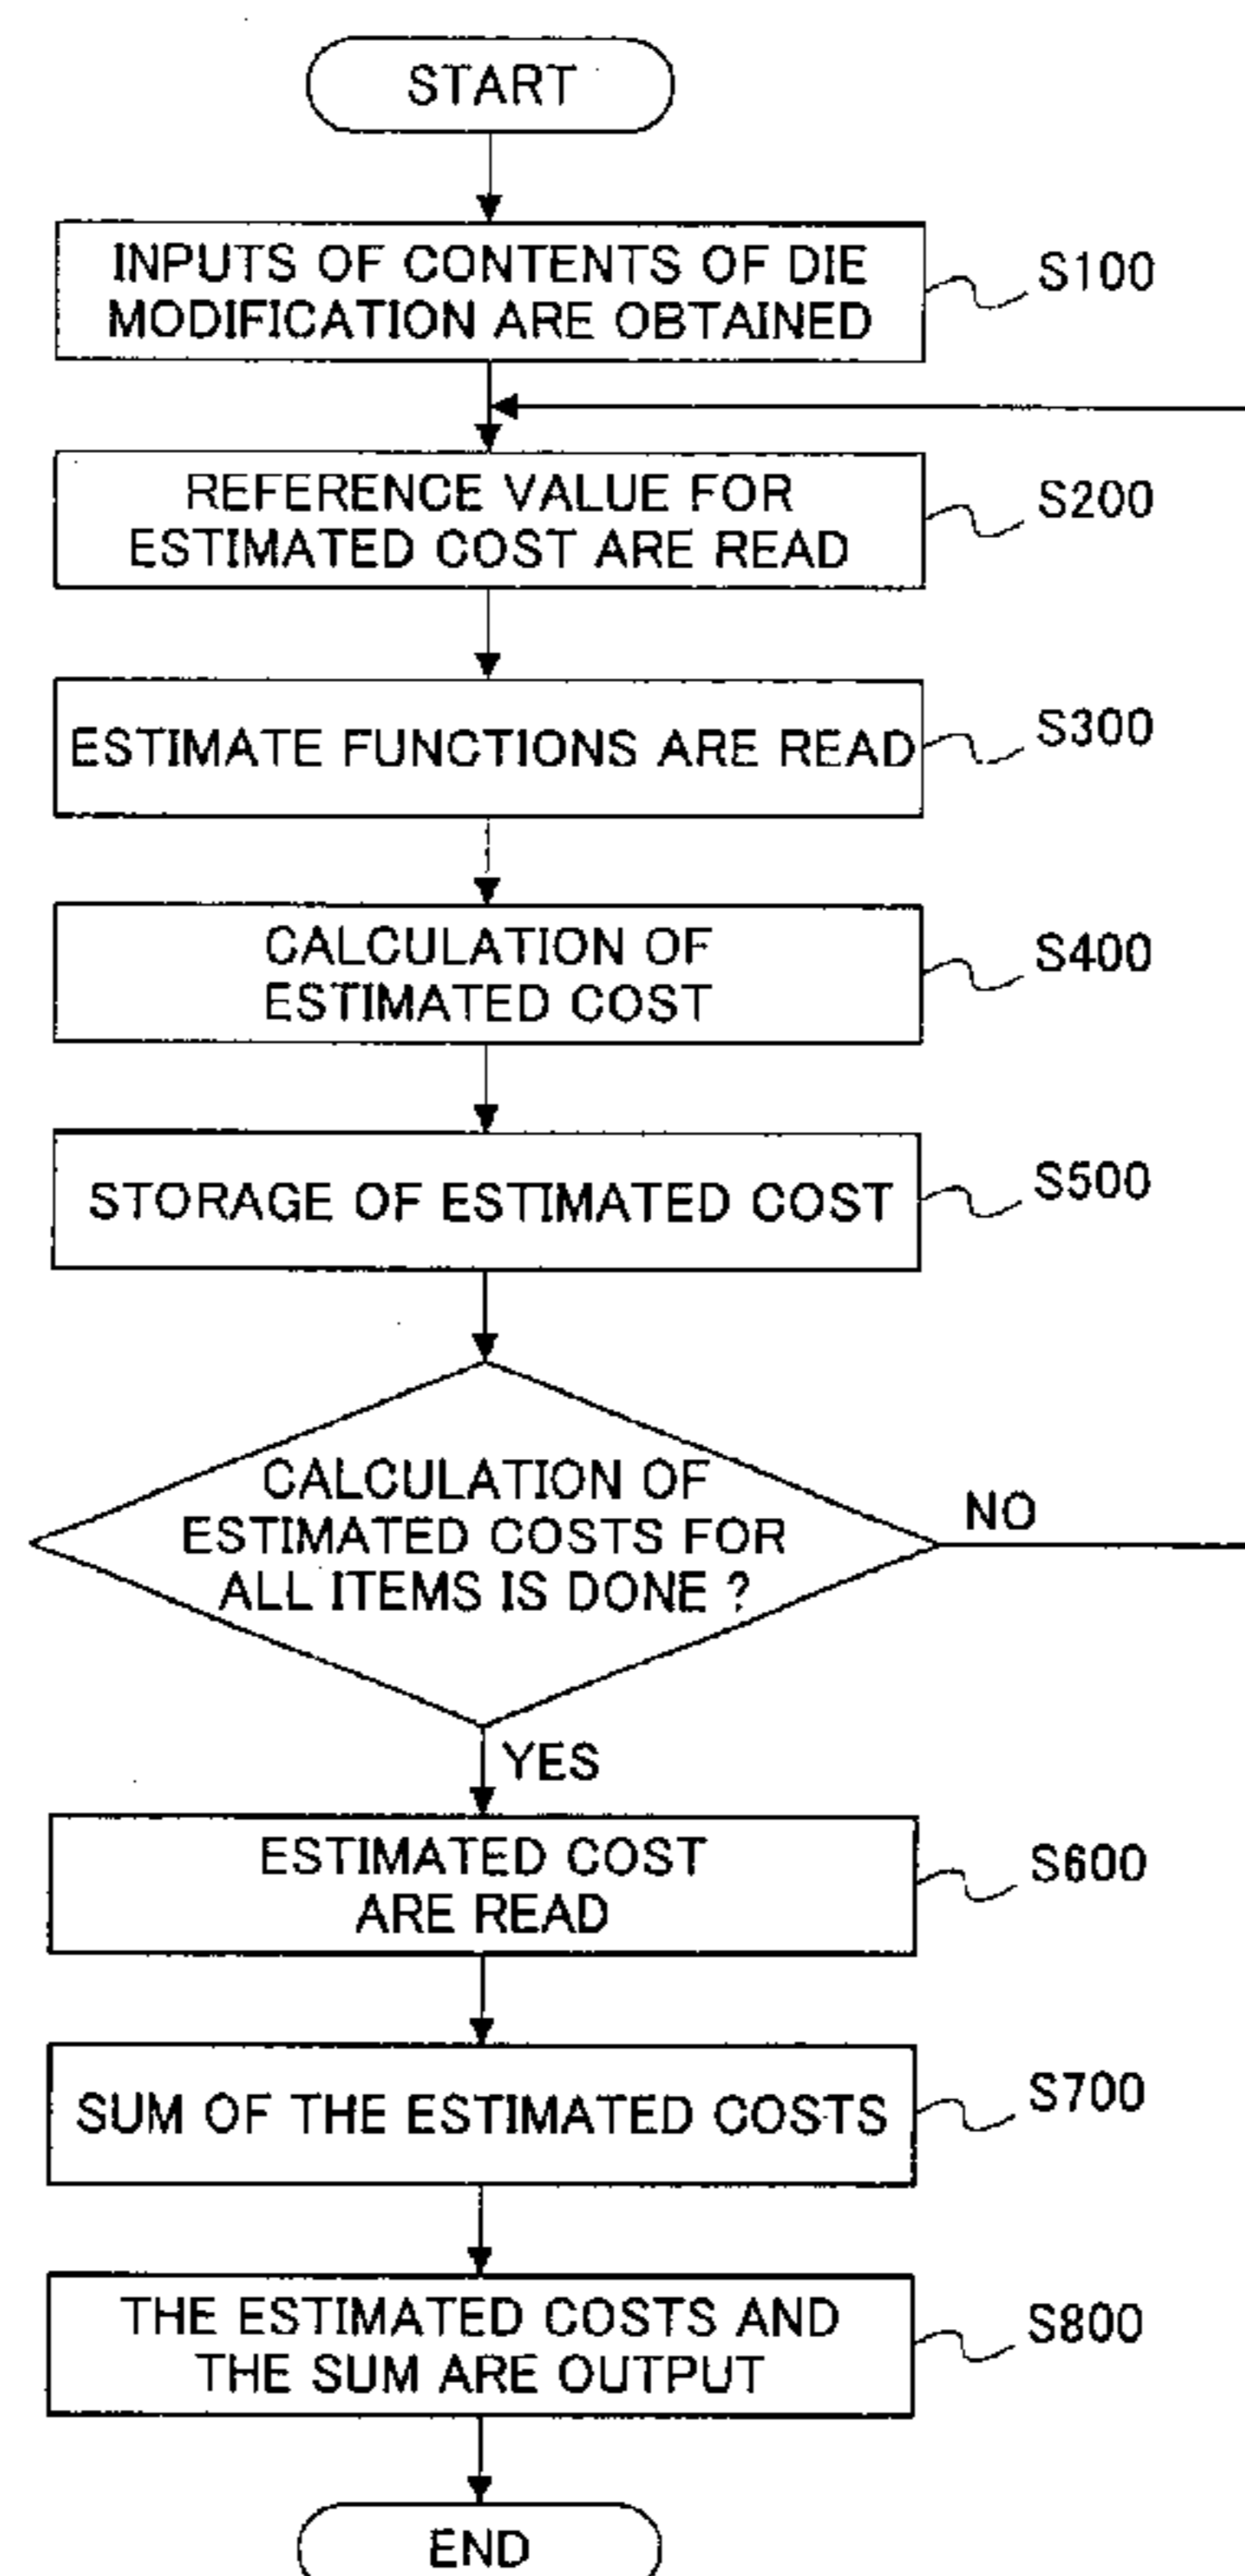 START
INPUTS OF CONTENTS OF DIE
MODIFICATION ARE OBTAINED
S100
REFERENCE VALUE FOR
ESTIMATED COST ARE READ
S200
ESTIMATE FUNCTIONS ARE READ
S300
CALCULATION OF
ESTIMATED COST
S400
STORAGE OF ESTIMATED COST
S500
CALCULATION OF
ESTIMATED COSTS FOR
ALL ITEMS IS DONE ?
NO
YES
ESTIMATED COST
ARE READ
S600
SUM OF THE ESTIMATED COSTS
S700
THE ESTIMATED COSTS AND
THE SUM ARE OUTPUT
S800
END